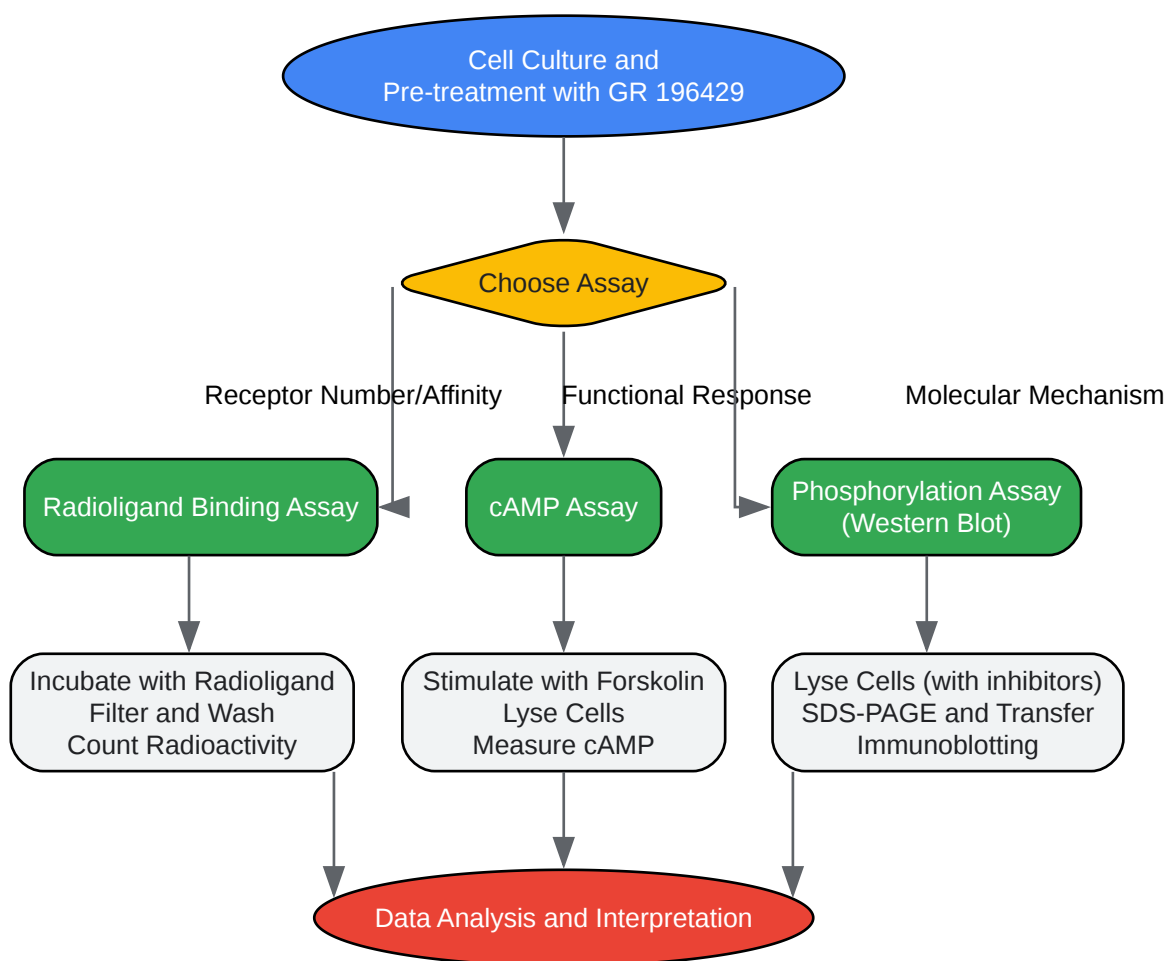 Cell Culture and
Pre-treatment with GR 196429
Choose Assay
Receptor Number/Affinity
Functional Response
Molecular Mechanism
Radioligand Binding Assay
cAMP Assay
Phosphorylation Assay
(Western Blot)
Incubate with Radioligand
Filter and Wash
Count Radioactivity
Stimulate with Forskolin
Lyse Cells
Measure cAMP
Lyse Cells (with inhibitors)
SDS-PAGE and Transfer
Immunoblotting
Data Analysis and Interpretation